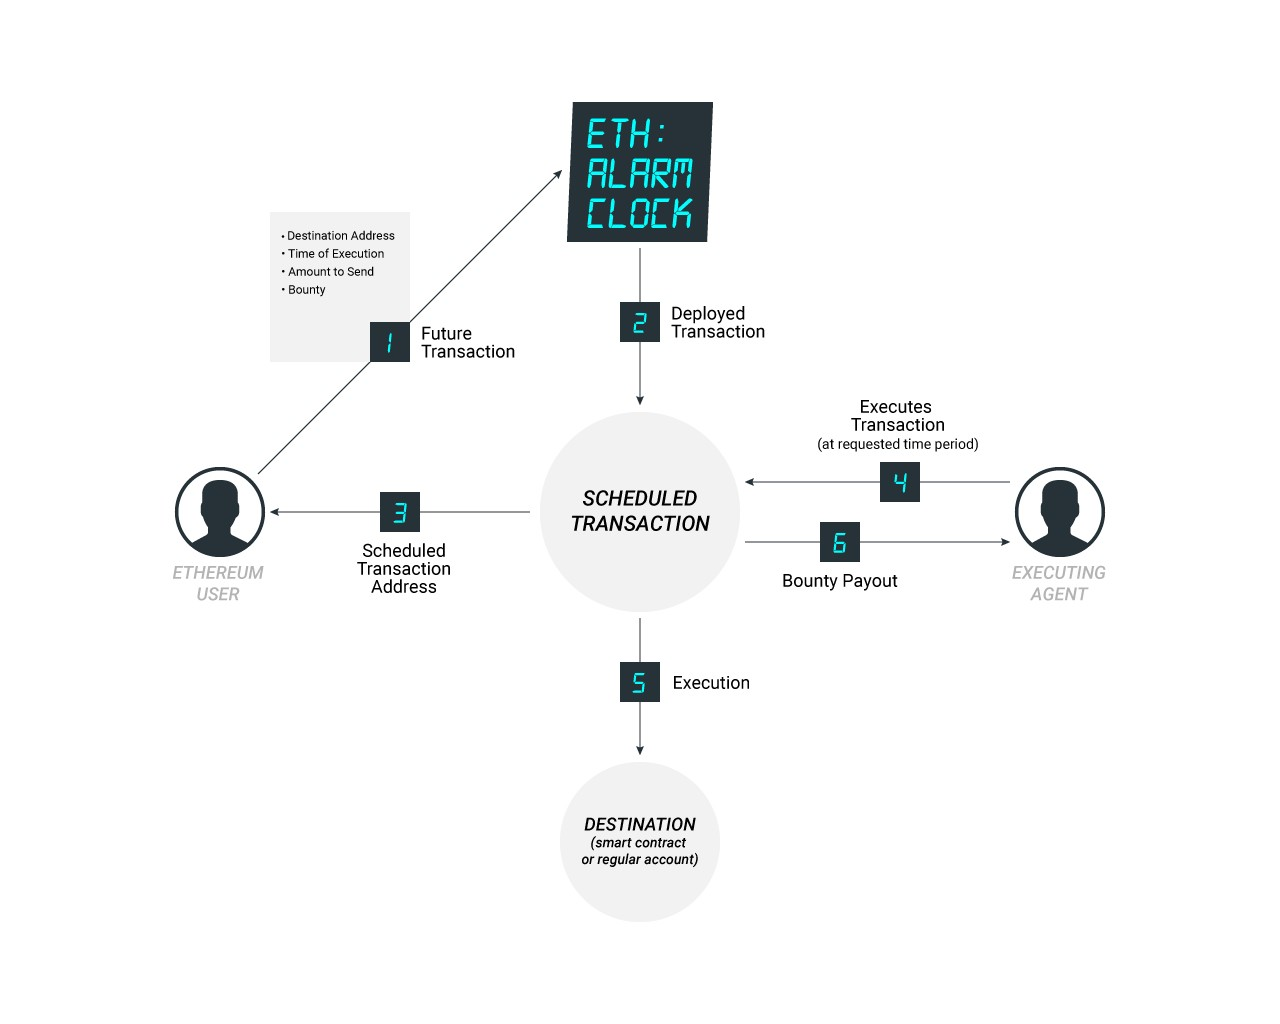 ETH:
ALARM
CLOCK
• Destination Address
• Time of Execution
• Amount to Send
• Bounty
1
Future
Transaction
2
Deployed
Transaction
Executes
Transaction
(at requested time period)
4
SCHEDULED
TRANSACTION
3
Scheduled
Transaction
Address
ETHEREUM
USER
6
Bounty Payout
EXECUTING
AGENT
5
Execution
DESTINATION
(smart contract
or regular account)